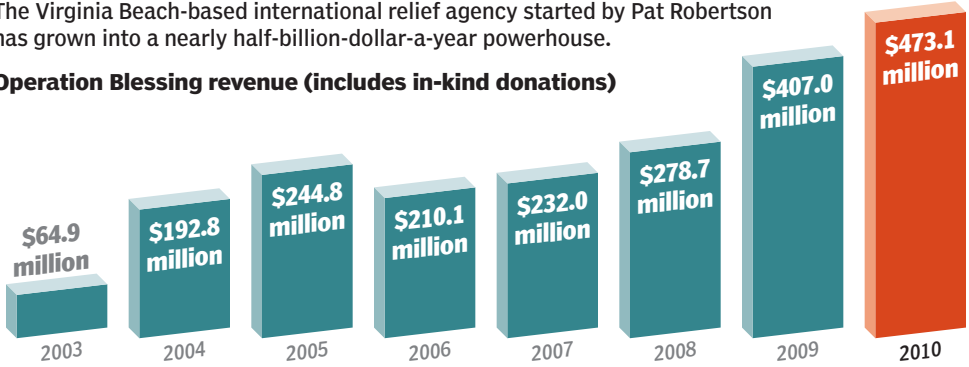 The Virginia Beach-based international relief agency started by Pat Robertson
has grown into a nearly half-billion-dollar-a-year powerhouse.
Operation Blessing revenue (includes in-kind donations)
$64.9
million
$192.8
million
$244.8
million
$210.1
million
$232.0
million
$278.7
million
$407.0
million
$473.1
million
2003
2004
2005
2006
2007
2008
2009
2010